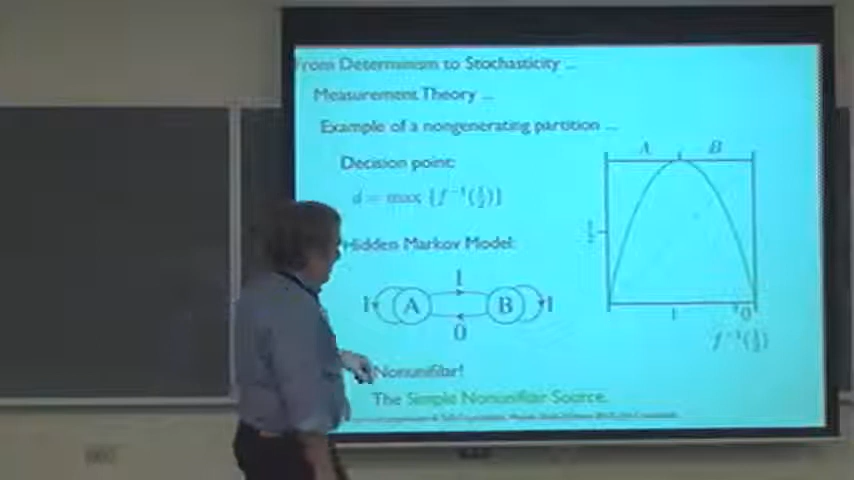 From Determinism to Stochasticity ...
Measurement Theory ...
Example of a nongenerating partition ...
Decision point:
d = max {f⁻¹(½)}
Hidden Markov Model:
1
1 A B 1
0
Nonunifilar!
The Simple Nonunifilar Source.
A B
½
1 0
f⁻¹(½)